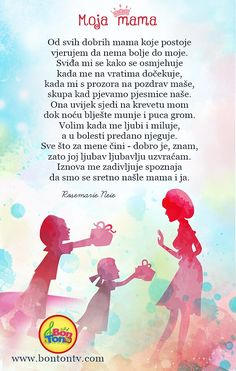 Moja mama
Od svih dobrih mama koje postoje
vjerujem da nema bolje do moje.
Sviđa mi se kako se osmjehuje
kada me na vratima dočekuje,
kada mi s prozora na pozdrav maše,
skupa kad pjevamo pjesmice naše.
Ona uvijek sjedi na krevetu mom
dok noću blješte munje i puca grom.
Volim kada me ljubi i miluje,
a u bolesti predano njeguje.
Sve što za mene čini - dobro je, znam,
zato joj ljubav ljubavlju uzvraćam.
Iznova me zadivljuje spoznaja
da smo se sretno našle mama i ja.
Rosemarie Neie
Bon
Ton
www.bontontv.com